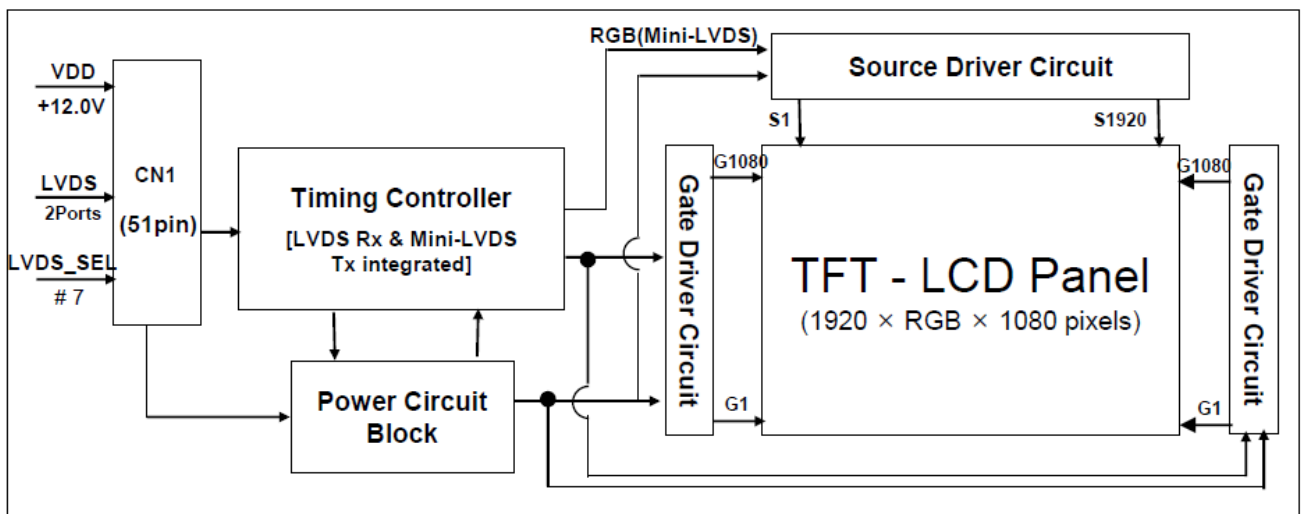 RGB(Mini-LVDS)
VDD
+12.0V
LVDS
2Ports
LVDS_SEL
# 7
CN1
(51pin)
Timing Controller
[LVDS Rx & Mini-LVDS
Tx integrated]
Power Circuit
Block
Source Driver Circuit
S1
S1920
Gate Driver Circuit
G1080
G1
TFT - LCD Panel
(1920 × RGB × 1080 pixels)
G1080
G1
Gate Driver Circuit